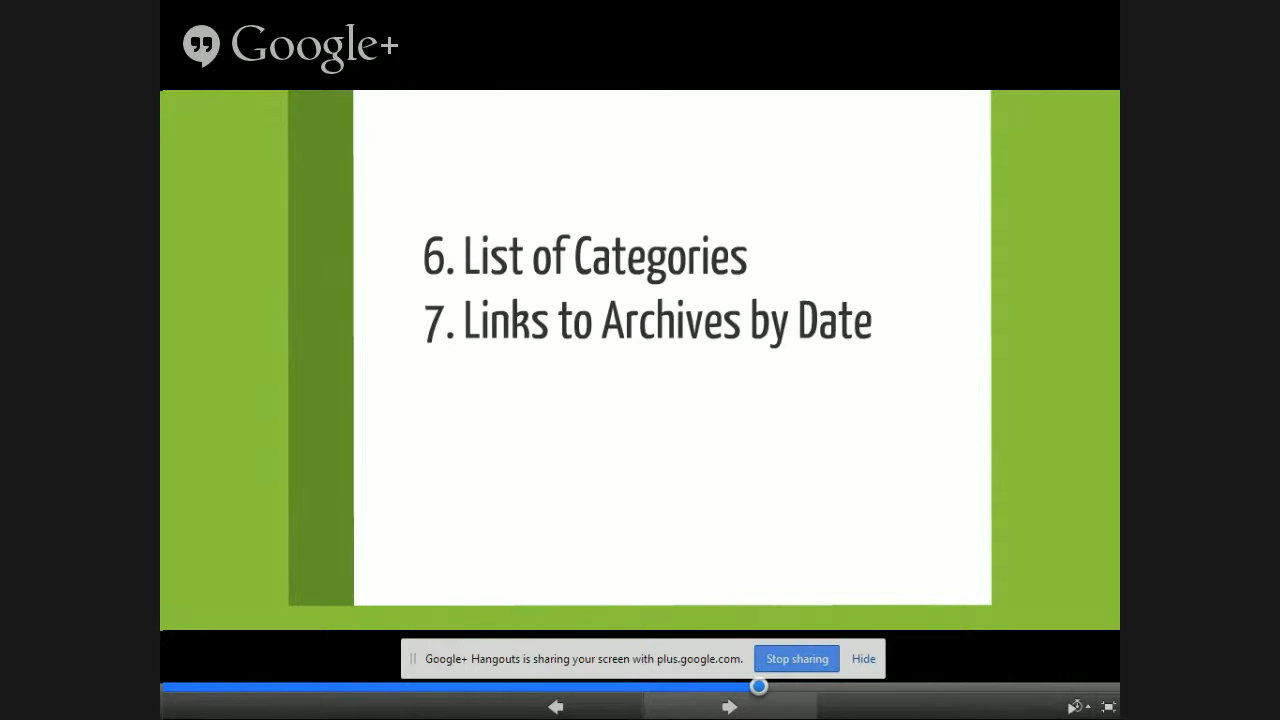 Google+
6. List of Categories
7. Links to Archives by Date
Google+ Hangouts is sharing your screen with plus.google.com. Stop sharing Hide